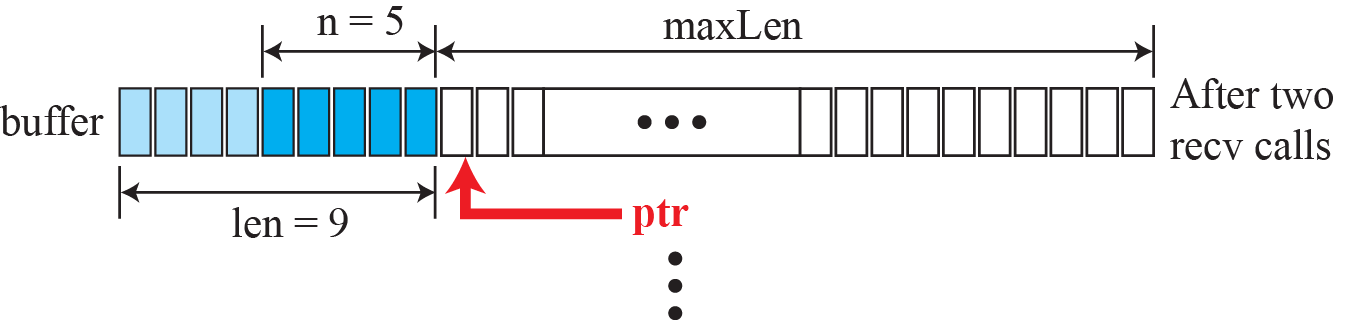 n = 5
maxLen
buffer
After two
recv calls
len = 9
ptr